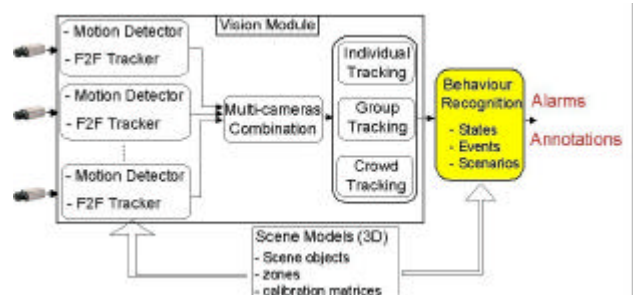 Vision Module
- Motion Detector
- F2F Tracker
- Motion Detector
- F2F Tracker
- Motion Detector
- F2F Tracker
Multi-cameras
Combination
Individual
Tracking
Group
Tracking
Crowd
Tracking
Behaviour
Recognition
- States
- Events
- Scenarios
Alarms
Annotations
Scene Models (3D)
- Scene objects
- zones
- calibration matrices